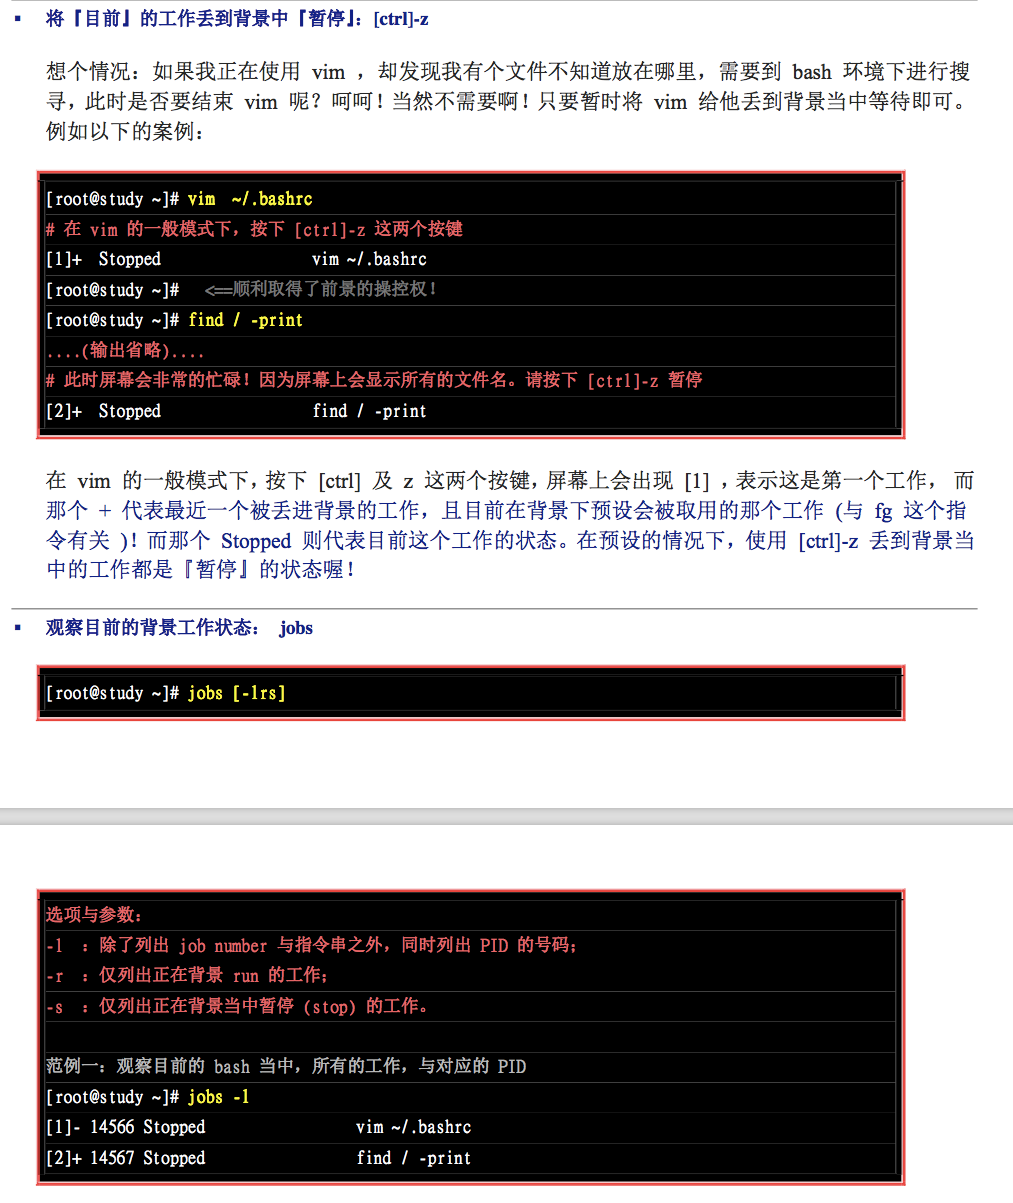 ▪ 将『目前』的工作丢到背景中『暂停』：[ctrl]-z
想个情况：如果我正在使用 vim ，却发现我有个文件不知道放在哪里，需要到 bash 环境下进行搜
寻，此时是否要结束 vim 呢？呵呵！当然不需要啊！只要暂时将 vim 给他丢到背景当中等待即可。
例如以下的案例：
[root@study ~]# vim ~/.bashrc
# 在 vim 的一般模式下，按下 [ctrl]-z 这两个按键
[1]+ Stopped vim ~/.bashrc
[root@study ~]# <==顺利取得了前景的操控权！
[root@study ~]# find / -print
....(输出省略)....
# 此时屏幕会非常的忙碌！因为屏幕上会显示所有的文件名。请按下 [ctrl]-z 暂停
[2]+ Stopped find / -print
在 vim 的一般模式下，按下 [ctrl] 及 z 这两个按键，屏幕上会出现 [1] ，表示这是第一个工作， 而
那个 + 代表最近一个被丢进背景的工作，且目前在背景下预设会被取用的那个工作 (与 fg 这个指
令有关 )！而那个 Stopped 则代表目前这个工作的状态。在预设的情况下，使用 [ctrl]-z 丢到背景当
中的工作都是『暂停』的状态喔！
▪ 观察目前的背景工作状态： jobs
[root@study ~]# jobs [-lrs]
选项与参数：
-l ：除了列出 job number 与指令串之外，同时列出 PID 的号码；
-r ：仅列出正在背景 run 的工作；
-s ：仅列出正在背景当中暂停 (stop) 的工作。
范例一：观察目前的 bash 当中，所有的工作，与对应的 PID
[root@study ~]# jobs -l
[1]- 14566 Stopped vim ~/.bashrc
[2]+ 14567 Stopped find / -print